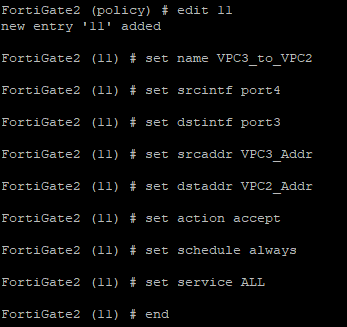 FortiGate2 (policy) # edit 11
new entry '11' added
FortiGate2 (11) # set name VPC3_to_VPC2
FortiGate2 (11) # set srcintf port4
FortiGate2 (11) # set dstintf port3
FortiGate2 (11) # set srcaddr VPC3_Addr
FortiGate2 (11) # set dstaddr VPC2_Addr
FortiGate2 (11) # set action accept
FortiGate2 (11) # set schedule always
FortiGate2 (11) # set service ALL
FortiGate2 (11) # end